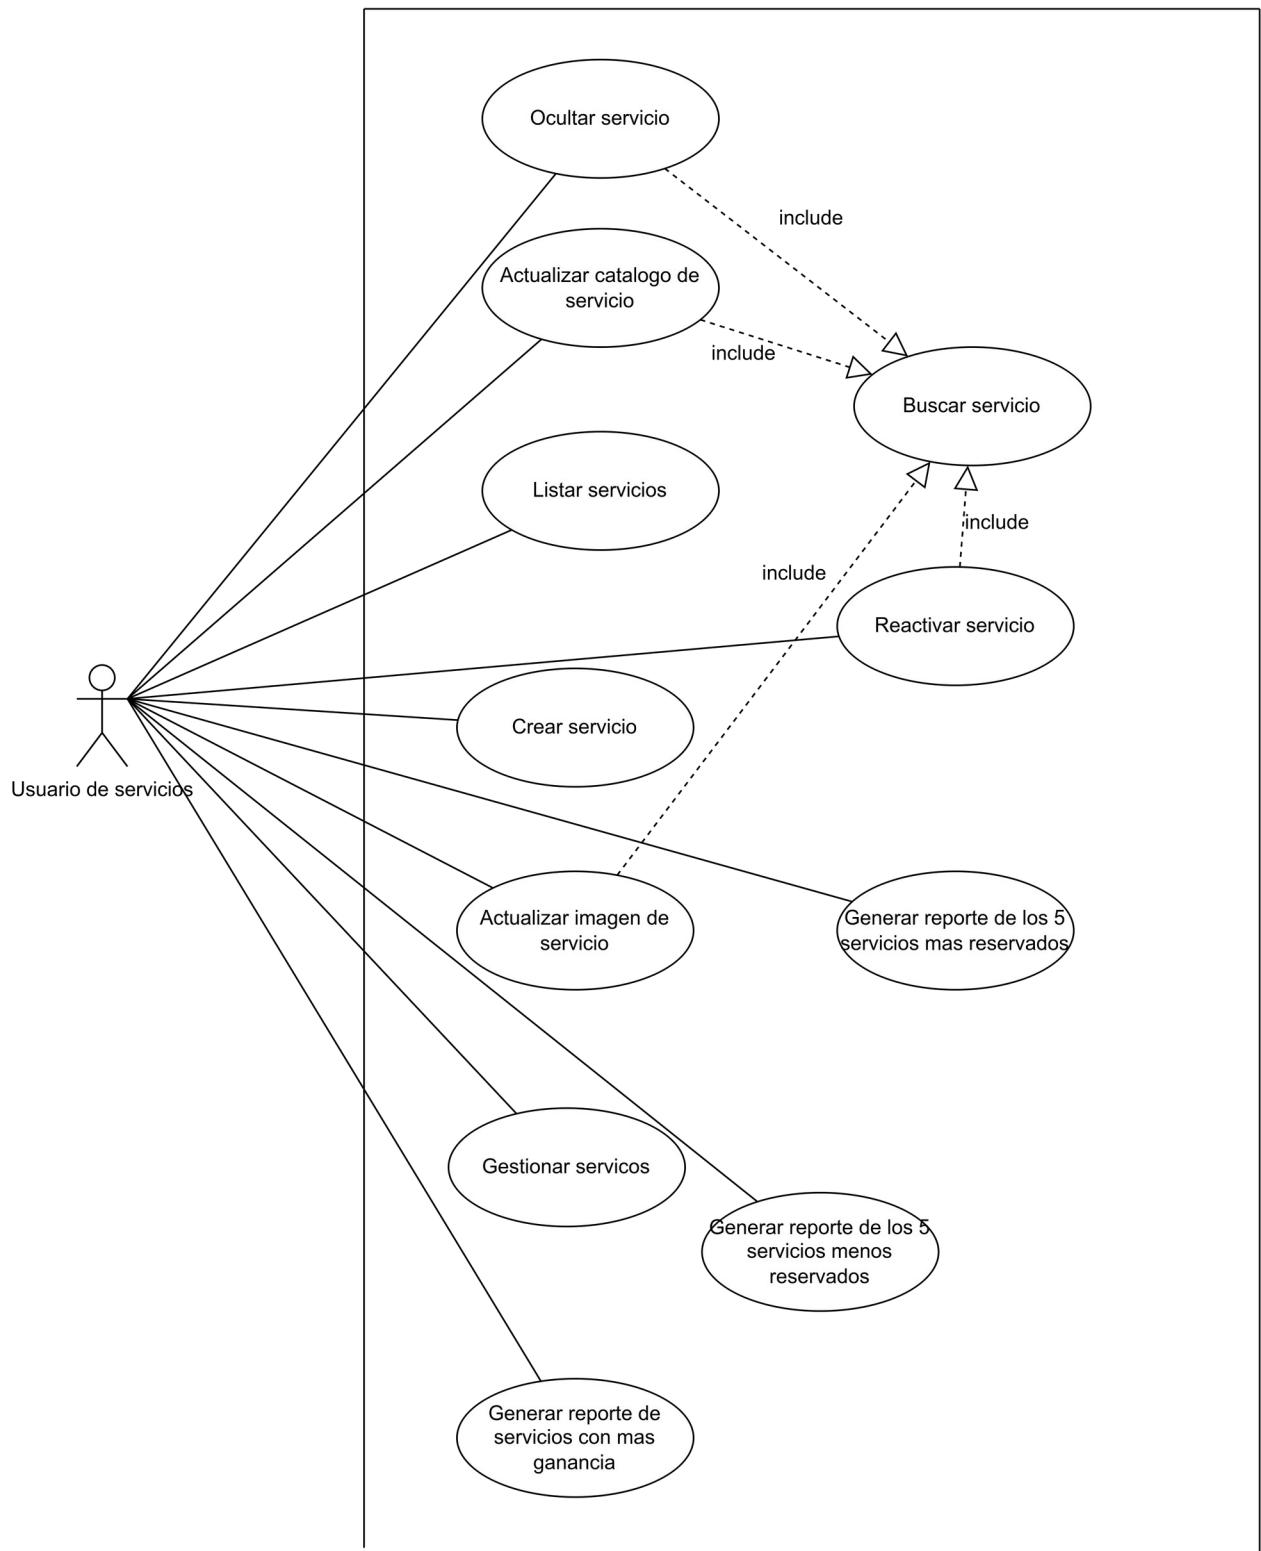 Ocultar servicio
include
Actualizar catalogo de
servicio
include
Buscar servicio
Listar servicios
include
include
Reactivar servicio
Crear servicio
Usuario de servicios
Actualizar imagen de
servicio
Generar reporte de los 5
servicios mas reservados
Gestionar servicos
Generar reporte de los 5
servicios menos
reservados
Generar reporte de
servicios con mas
ganancia